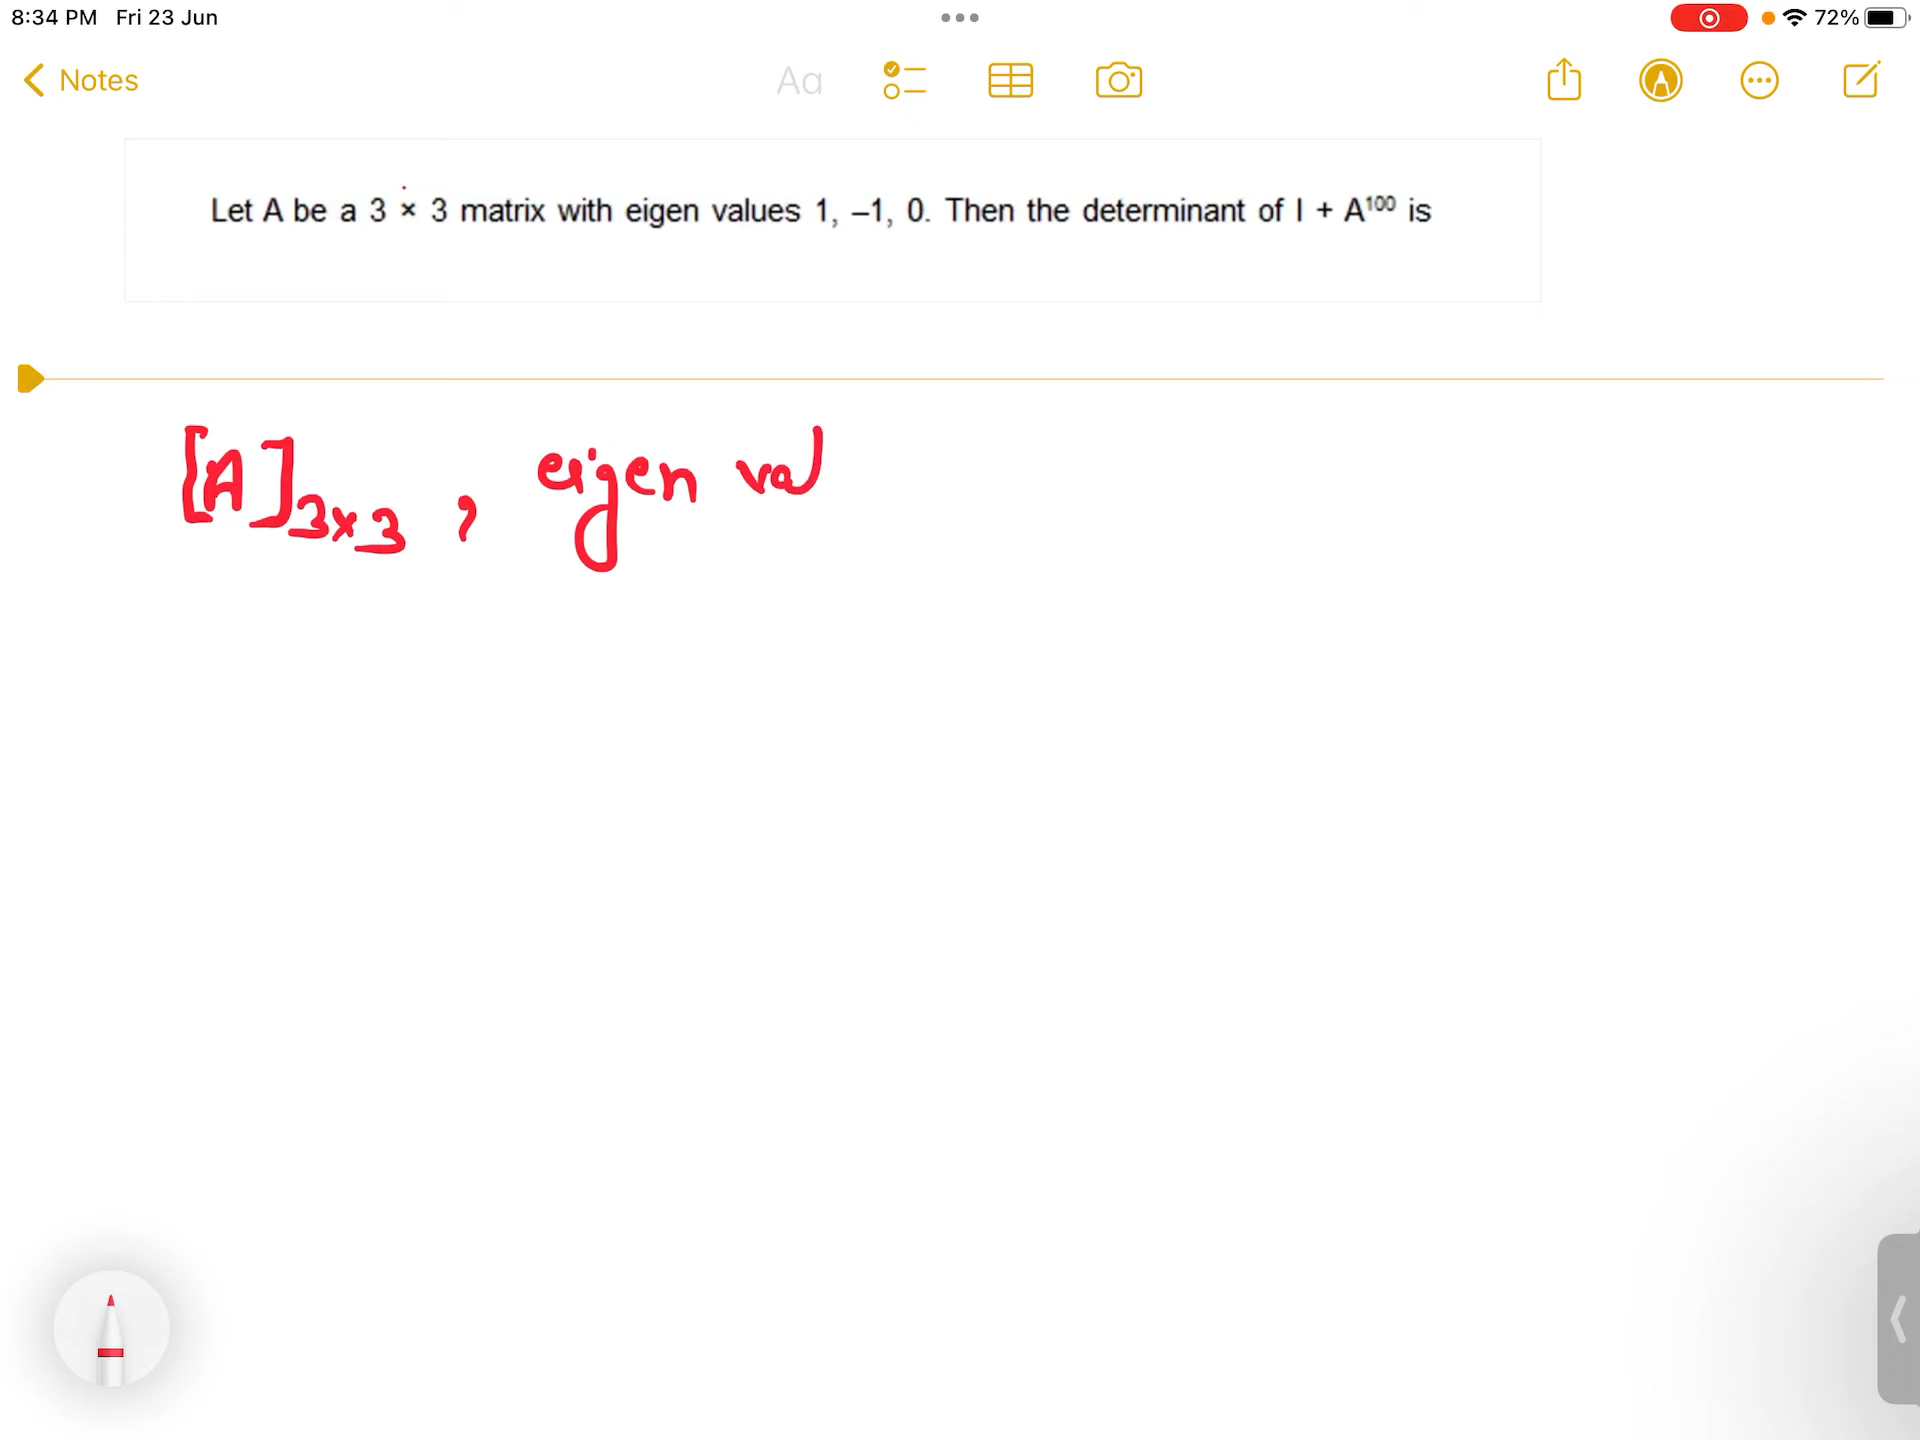 8:34 PM Fri 23 Jun
72%
Notes
Aa
Let A be a 3 × 3 matrix with eigen values 1, –1, 0. Then the determinant of I + A¹⁰⁰ is
[A]₃ₓ₃ , eigen val